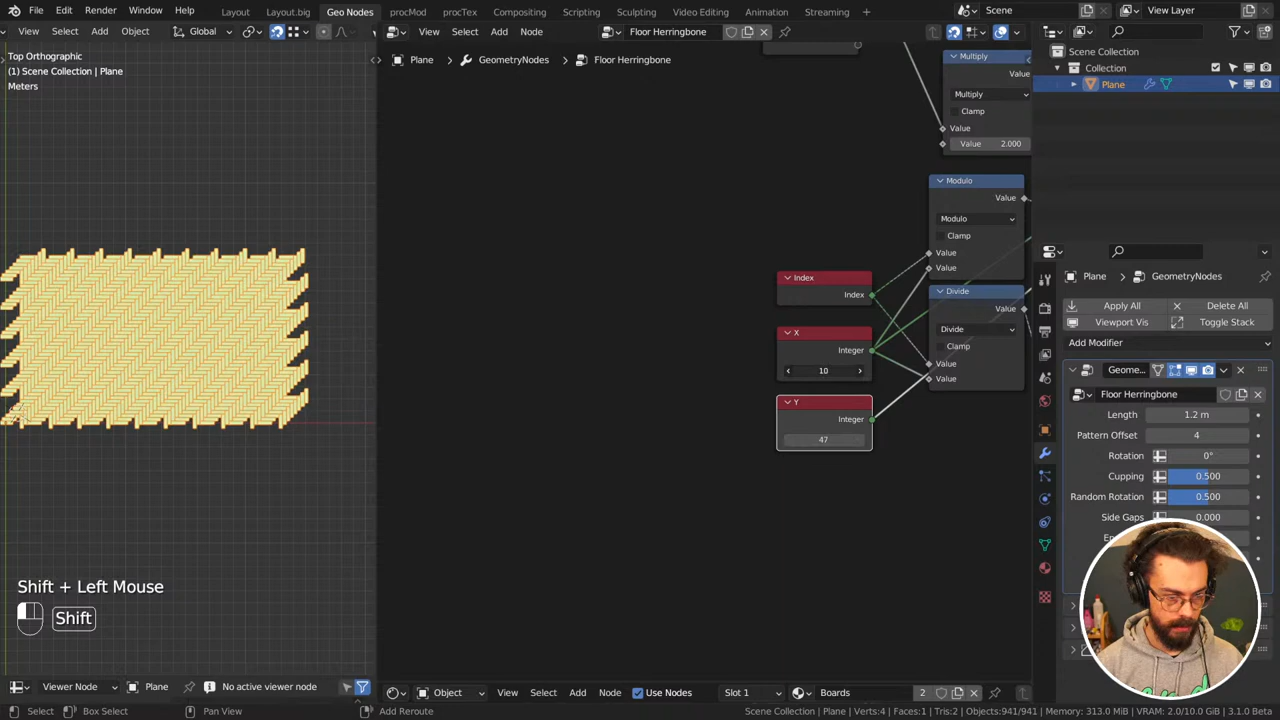 File Edit Render Window Help Layout Layout.big Geo Nodes procMod procTex Compositing Scripting Sculpting Video Editing Animation Streaming + Scene View Layer
View Select Add Object Global View Select Add Node Floor Herringbone
Top Orthographic
(1) Scene Collection | Plane
Meters
Plane GeometryNodes Floor Herringbone
Scene Collection
Collection
Plane
Multiply
Value
Multiply
Clamp
Value
Value 2.000
Modulo
Value
Modulo
Clamp
Value
Value
Index
Index
X
Integer
10
Y
Integer
47
Divide
Value
Divide
Clamp
Value
Value
Plane GeometryNodes
Apply All Delete All
Viewport Vis Toggle Stack
Add Modifier
Geome...
Floor Herringbone
Length 1.2 m
Pattern Offset 4
Rotation 0°
Cupping 0.500
Random Rotation 0.500
Side Gaps 0.000
Shift + Left Mouse
Shift
Viewer Node Plane No active viewer node Object View Select Add Node Use Nodes Slot 1 Boards 2
Select Box Select Pan View Add Reroute Scene Collection | Plane | Verts:4 | Faces:1 | Tris:2 | Objects:941/941 | Memory: 313.0 MiB | VRAM: 2.0/10.0 GiB | 3.1.0 Beta